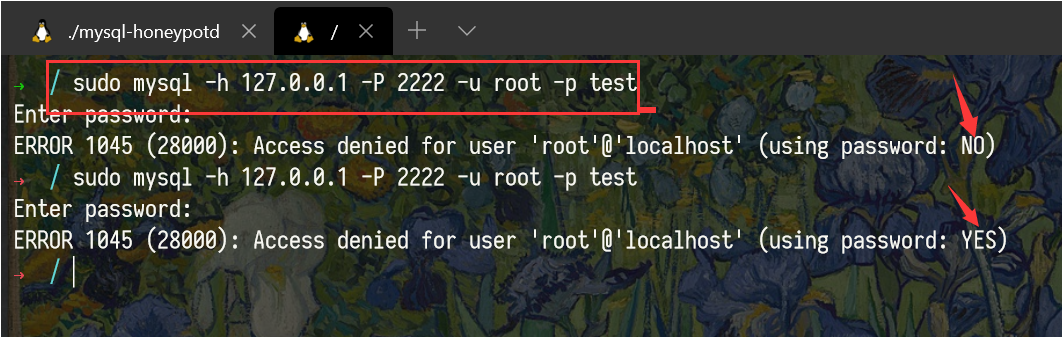 ./mysql-honeypotd
/
/ sudo mysql -h 127.0.0.1 -P 2222 -u root -p test
Enter password:
ERROR 1045 (28000): Access denied for user 'root'@'localhost' (using password: NO)
/ sudo mysql -h 127.0.0.1 -P 2222 -u root -p test
Enter password:
ERROR 1045 (28000): Access denied for user 'root'@'localhost' (using password: YES)
/